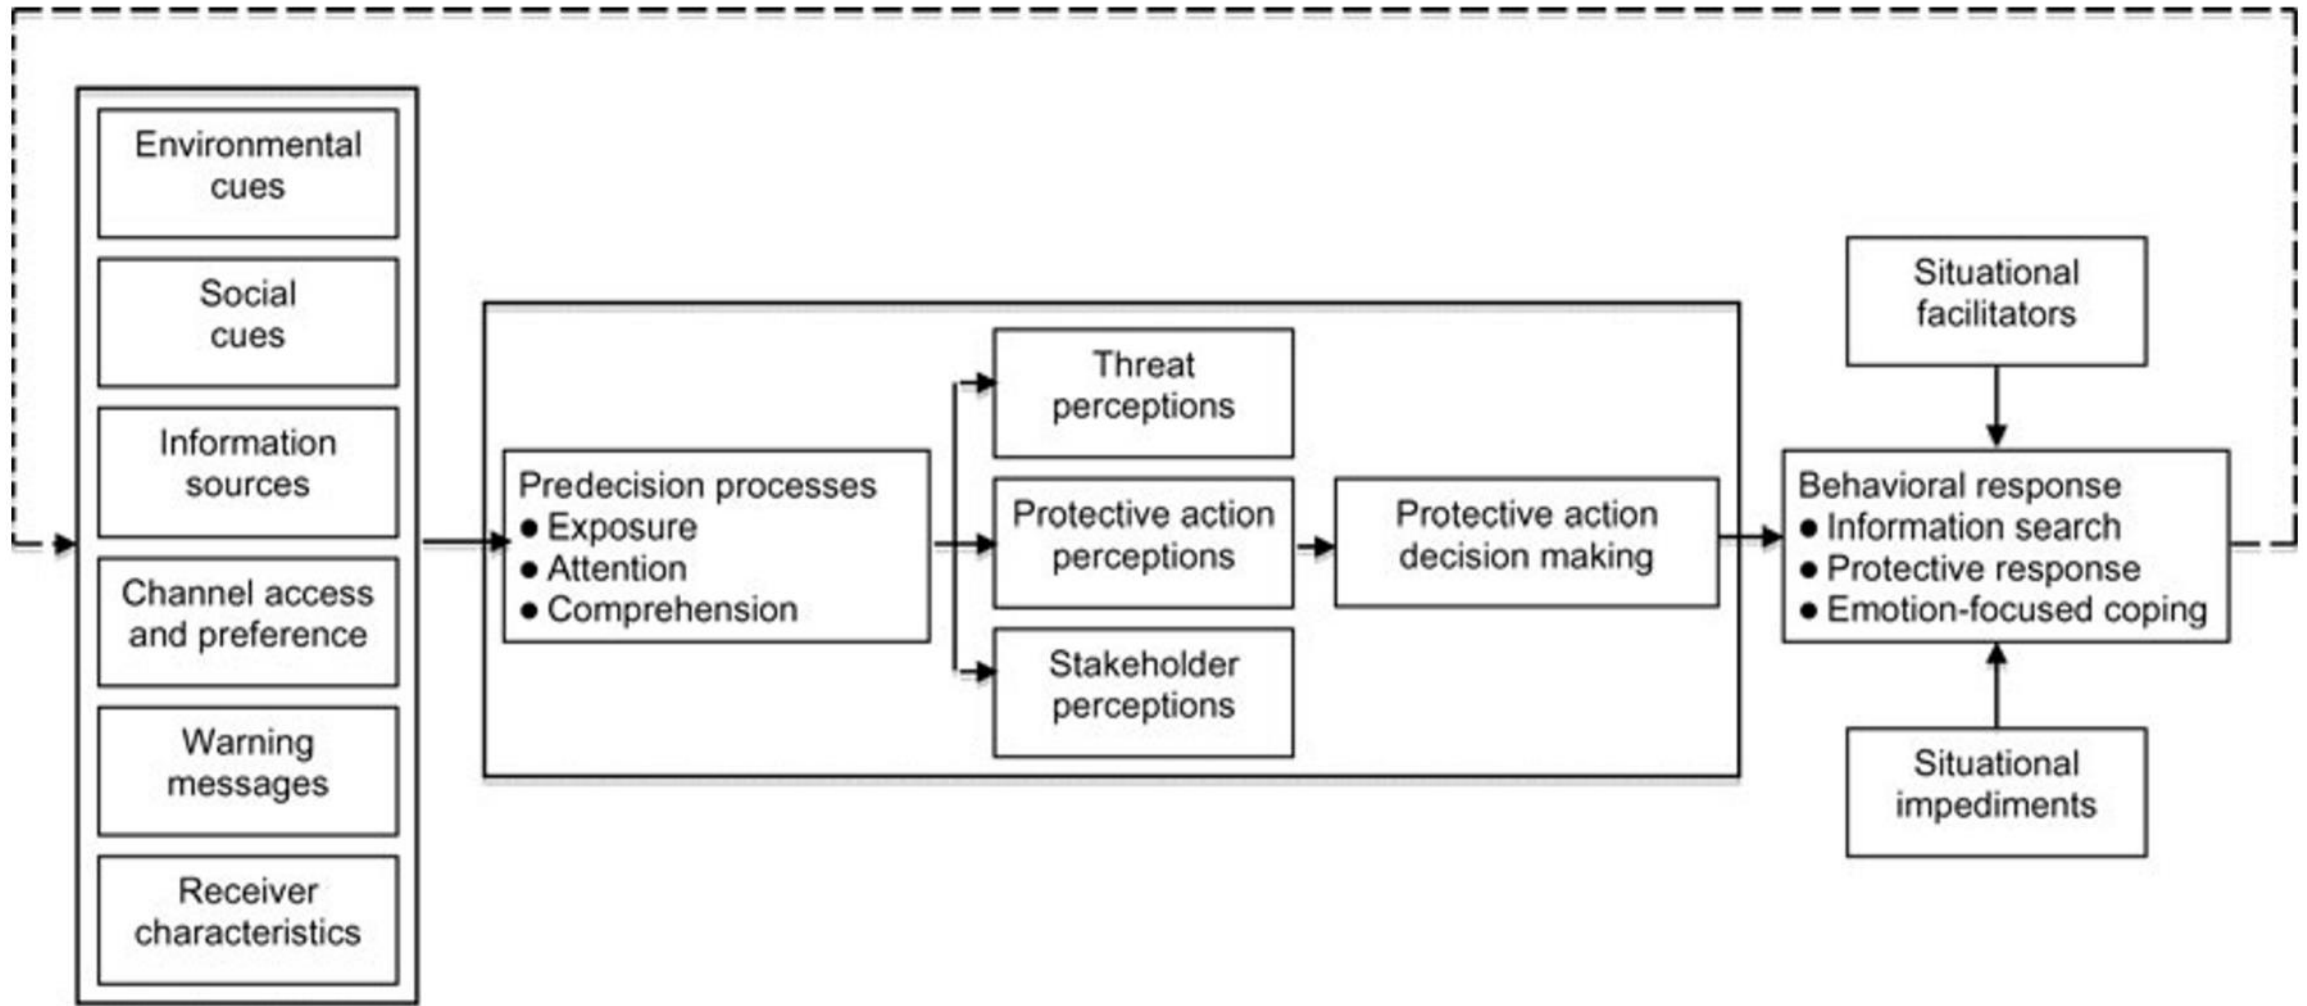 Environmental
cues
Social
cues
Information
sources
Channel access
and preference
Warning
messages
Receiver
characteristics
Predecision processes
● Exposure
● Attention
● Comprehension
Threat
perceptions
Protective action
perceptions
Stakeholder
perceptions
Protective action
decision making
Situational
facilitators
Behavioral response
● Information search
● Protective response
● Emotion-focused coping
Situational
impediments